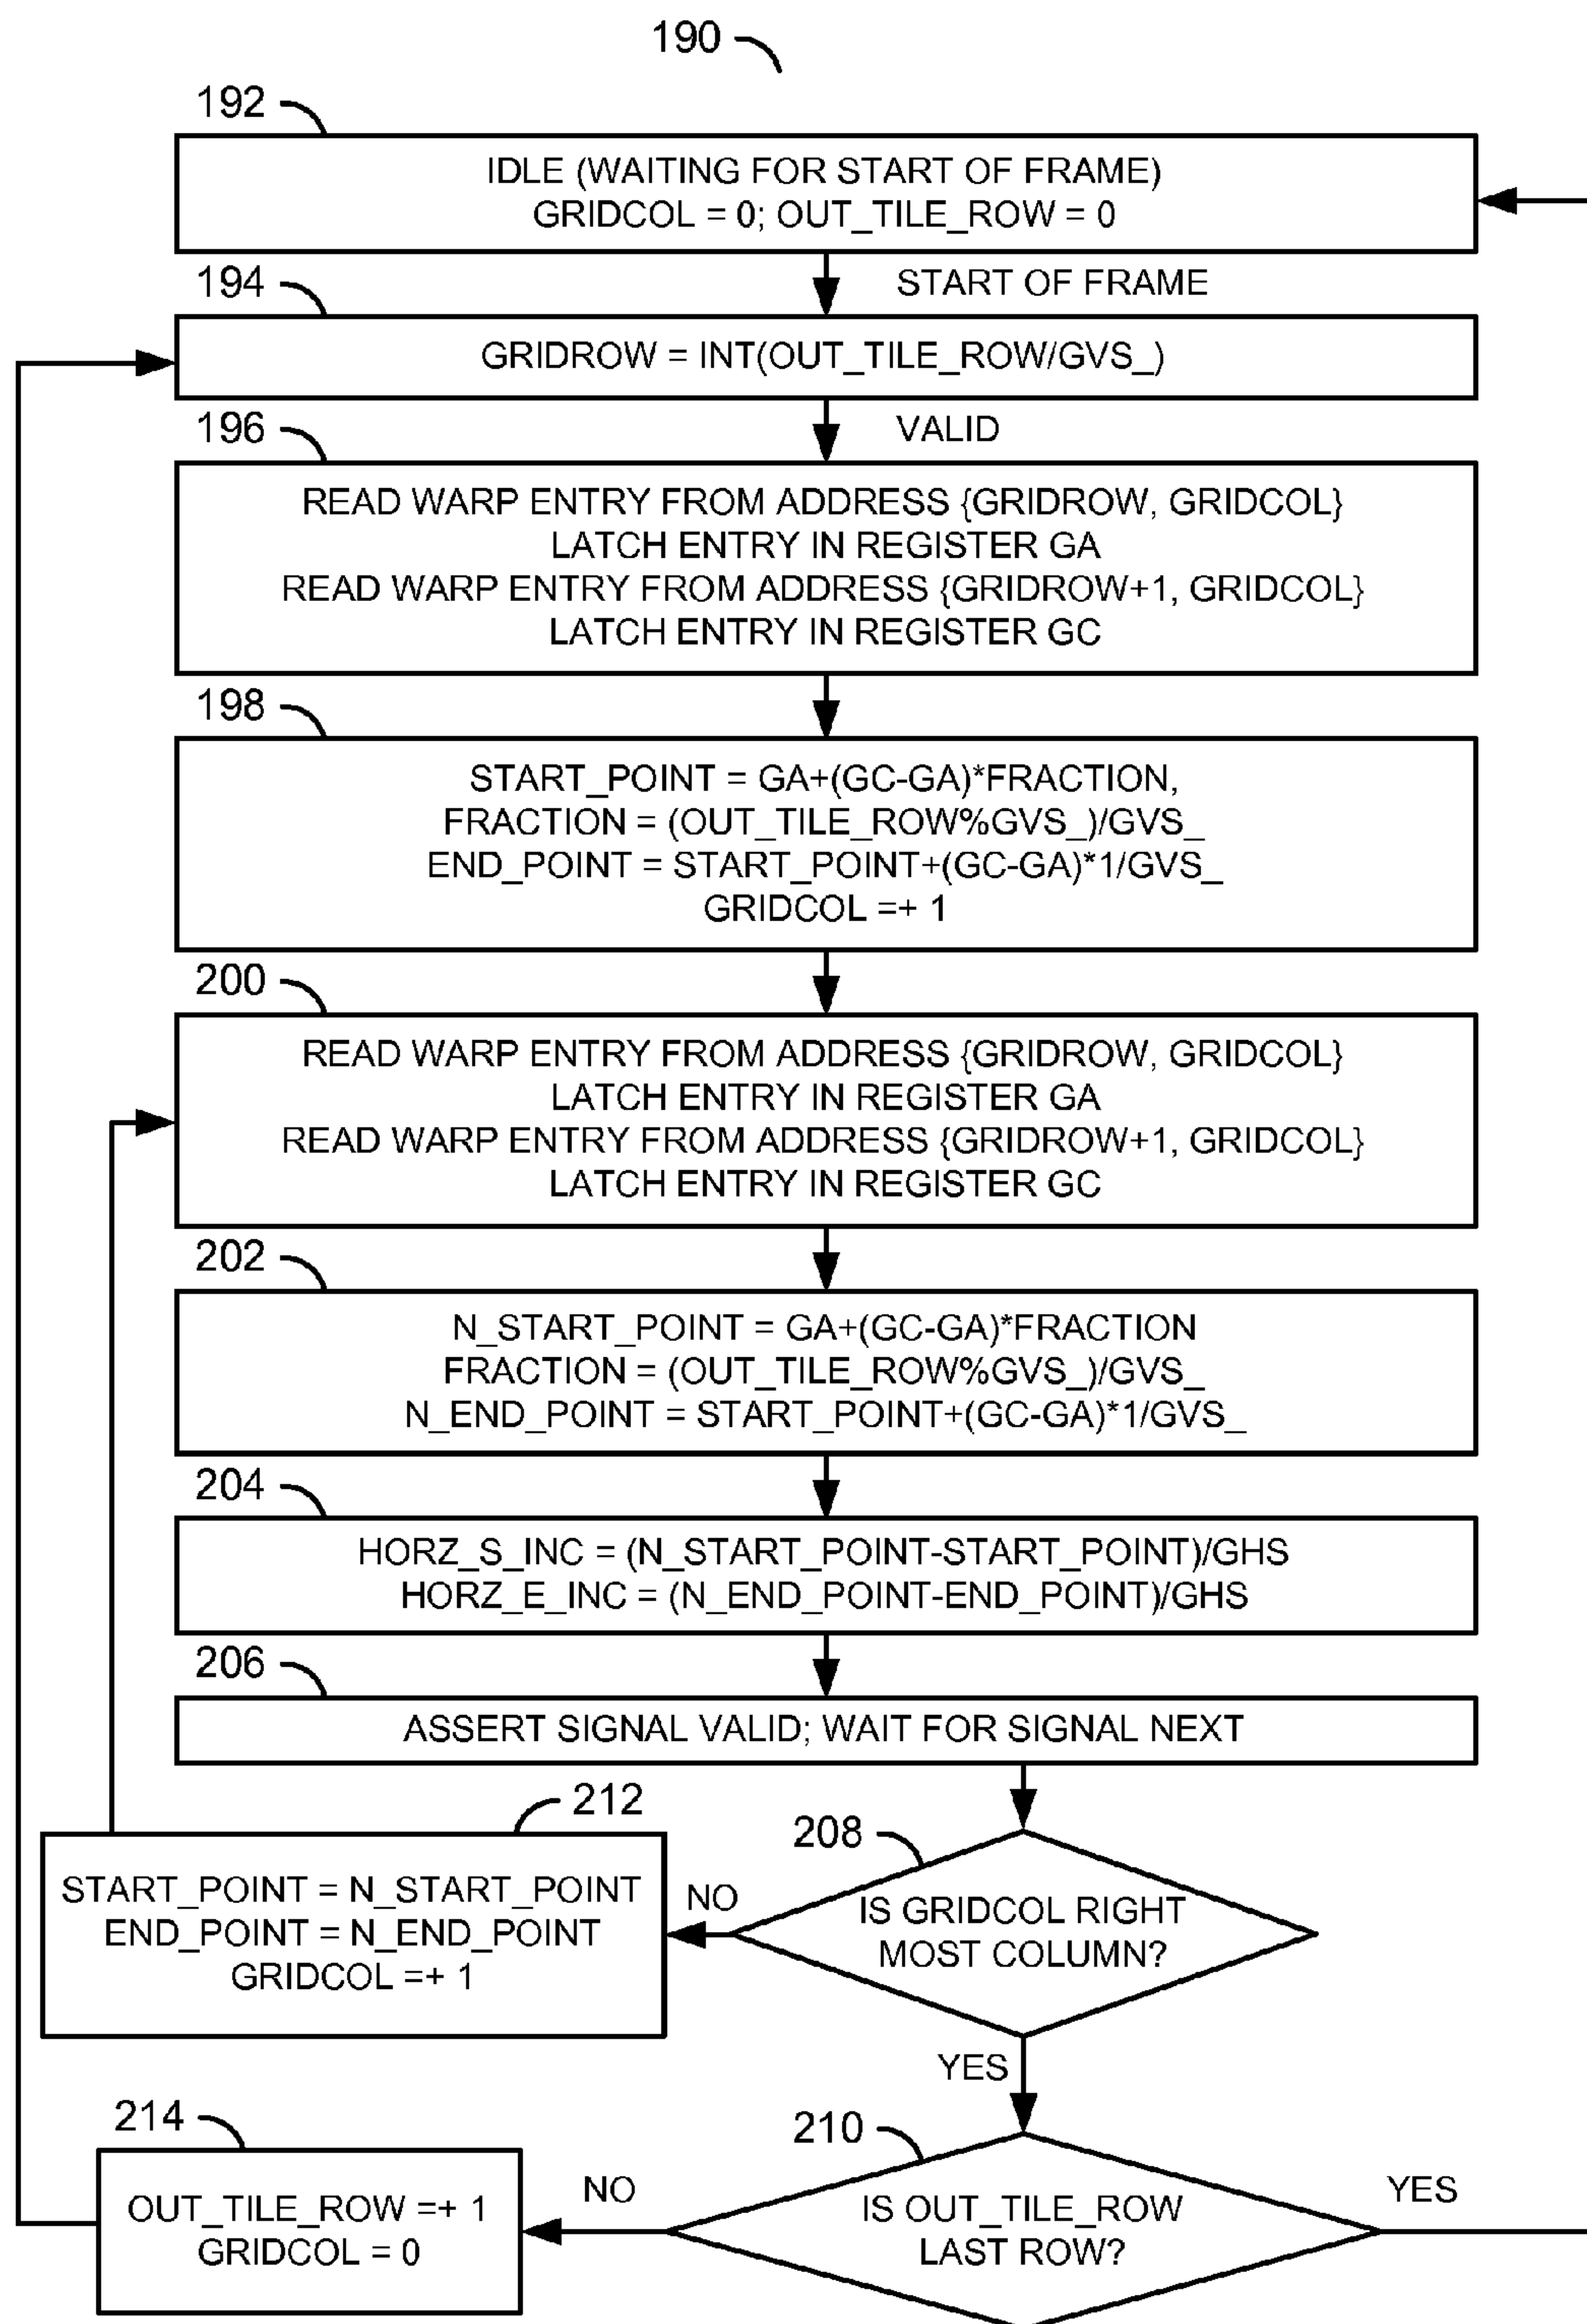 190
192
IDLE (WAITING FOR START OF FRAME)
GRIDCOL = 0; OUT_TILE_ROW = 0
START OF FRAME
194
GRIDROW = INT(OUT_TILE_ROW/GVS_)
VALID
196
READ WARP ENTRY FROM ADDRESS {GRIDROW, GRIDCOL}
LATCH ENTRY IN REGISTER GA
READ WARP ENTRY FROM ADDRESS {GRIDROW+1, GRIDCOL}
LATCH ENTRY IN REGISTER GC
198
START_POINT = GA+(GC-GA)*FRACTION,
FRACTION = (OUT_TILE_ROW%GVS_)/GVS_
END_POINT = START_POINT+(GC-GA)*1/GVS_
GRIDCOL =+ 1
200
READ WARP ENTRY FROM ADDRESS {GRIDROW, GRIDCOL}
LATCH ENTRY IN REGISTER GA
READ WARP ENTRY FROM ADDRESS {GRIDROW+1, GRIDCOL}
LATCH ENTRY IN REGISTER GC
202
N_START_POINT = GA+(GC-GA)*FRACTION
FRACTION = (OUT_TILE_ROW%GVS_)/GVS_
N_END_POINT = START_POINT+(GC-GA)*1/GVS_
204
HORZ_S_INC = (N_START_POINT-START_POINT)/GHS
HORZ_E_INC = (N_END_POINT-END_POINT)/GHS
206
ASSERT SIGNAL VALID; WAIT FOR SIGNAL NEXT
212
START_POINT = N_START_POINT
END_POINT = N_END_POINT
GRIDCOL =+ 1
NO
208
IS GRIDCOL RIGHT
MOST COLUMN?
YES
214
OUT_TILE_ROW =+ 1
GRIDCOL = 0
NO
210
IS OUT_TILE_ROW
LAST ROW?
YES